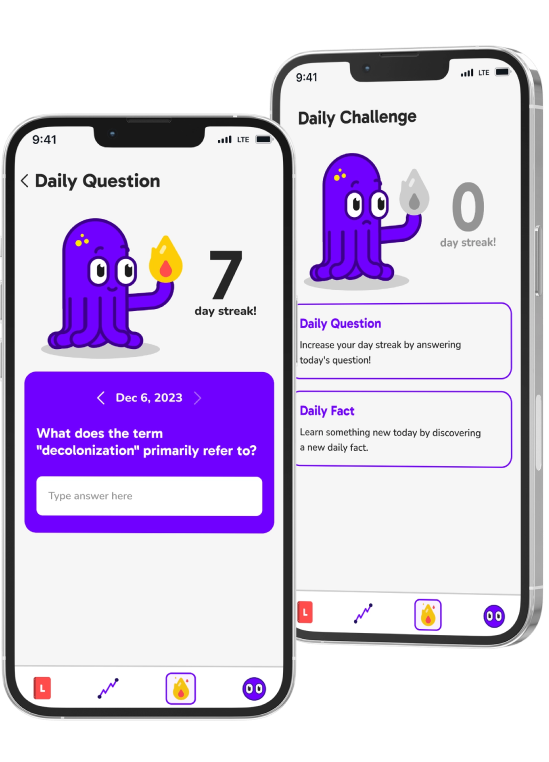 9:41
LTE
Daily Question
7
day streak!
Dec 6, 2023
What does the term
"decolonization" primarily refer to?
Type answer here
L
9:41
LTE
Daily Challenge
0
day streak!
Daily Question
Increase your day streak by answering
today's question!
Daily Fact
Learn something new today by discovering
a new daily fact.
L